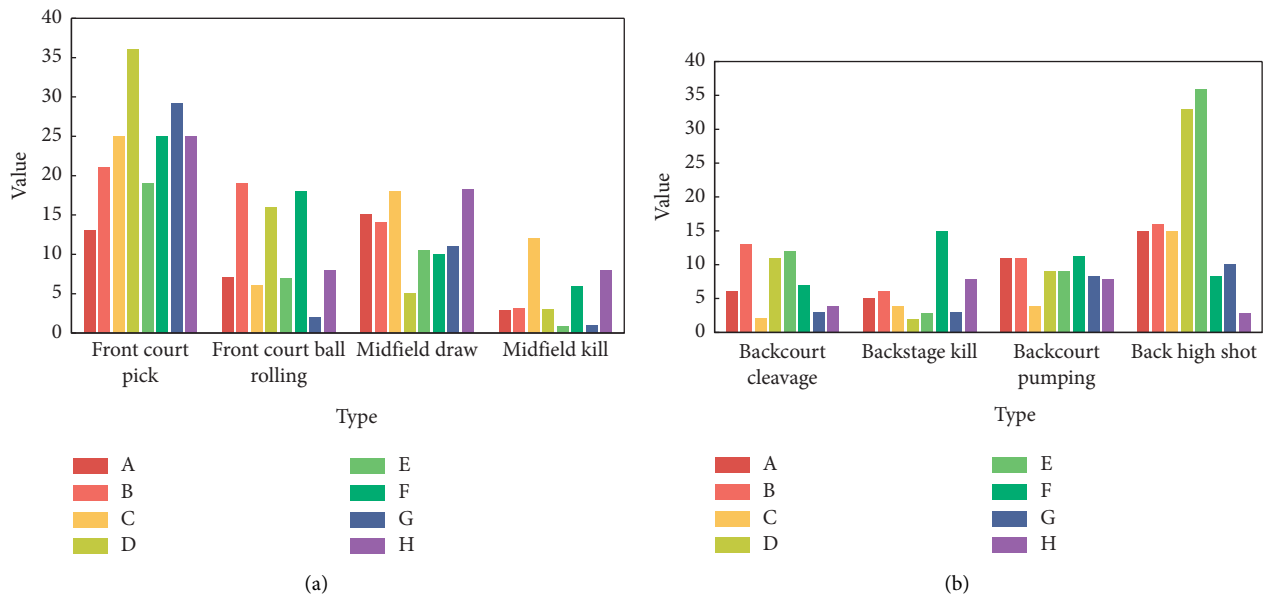 40
35
30
25
20
15
10
5
0
Value
Front court
pick
Front court ball
rolling
Midfield draw
Midfield kill
Type
A
B
C
D
E
F
G
H
(a)
40
35
30
25
20
15
10
5
0
Value
Backcourt
cleavage
Backstage kill
Backcourt
pumping
Back high shot
Type
A
B
C
D
E
F
G
H
(b)